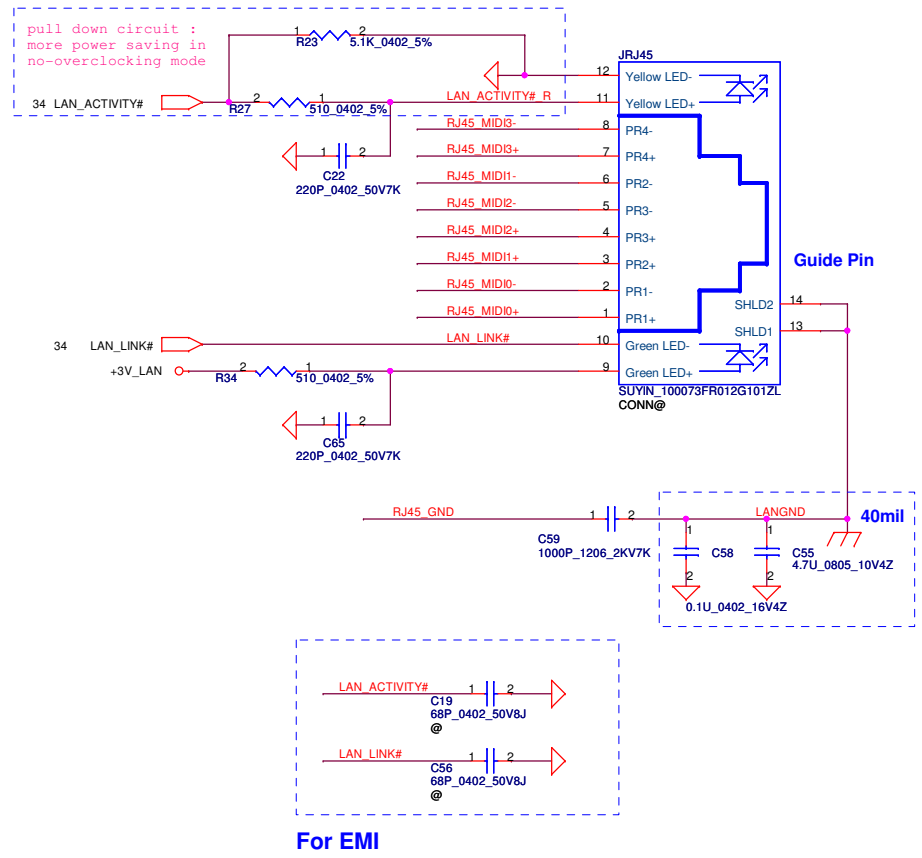 pull down circuit :
more power saving in
no-overclocking mode
R23 5.1K_0402_5%
34 LAN_ACTIVITY#
2 1
R27 510_0402_5%
LAN_ACTIVITY#_R
1 2
C22
220P_0402_50V7K
JRJ45
12 Yellow LED-
11 Yellow LED+
RJ45_MIDI3- 8 PR4-
RJ45_MIDI3+ 7 PR4+
RJ45_MIDI1- 6 PR2-
RJ45_MIDI2- 5 PR3-
RJ45_MIDI2+ 4 PR3+
RJ45_MIDI1+ 3 PR2+
RJ45_MIDI0- 2 PR1-
RJ45_MIDI0+ 1 PR1+
Guide Pin
SHLD2 14
SHLD1 13
34 LAN_LINK#
LAN_LINK# 10 Green LED-
+3V_LAN
2 1
R34 510_0402_5%
9 Green LED+
SUYIN_100073FR012G101ZL
CONN@
1 2
C65
220P_0402_50V7K
RJ45_GND
1 2
C59
1000P_1206_2KV7K
LANGND
40mil
1
C58
2
0.1U_0402_16V4Z
1
C55
4.7U_0805_10V4Z
2
LAN_ACTIVITY#
1 2
C19
68P_0402_50V8J
@
LAN_LINK#
1 2
C56
68P_0402_50V8J
@
For EMI